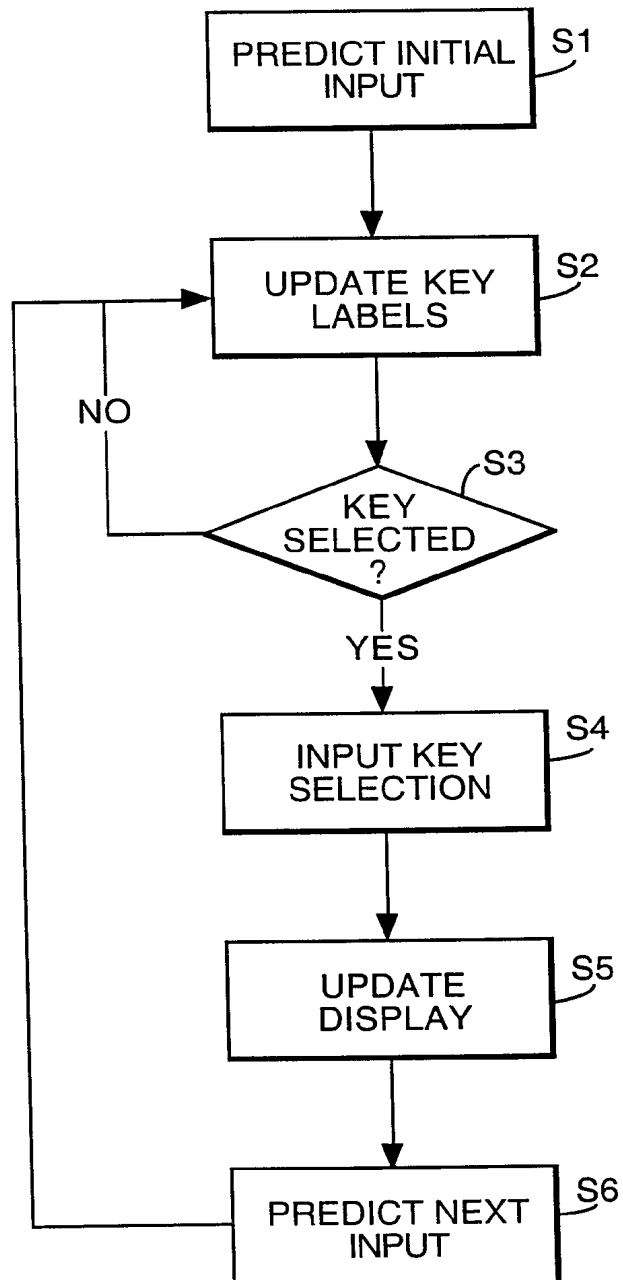 PREDICT INITIAL
INPUT
S1
UPDATE KEY
LABELS
S2
NO
KEY
SELECTED
?
S3
YES
INPUT KEY
SELECTION
S4
UPDATE
DISPLAY
S5
PREDICT NEXT
INPUT
S6